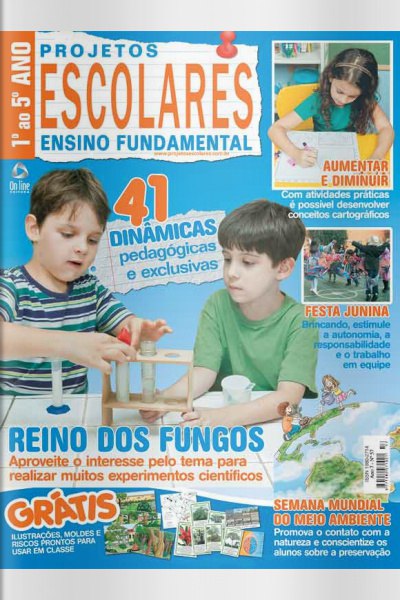 1º ao 5º ANO
PROJETOS
ESCOLARES
ENSINO FUNDAMENTAL
www.projetosescolares.com.br
On line
EDITORA
41
DINÂMICAS
pedagógicas
e exclusivas
AUMENTAR
E DIMINUIR
Com atividades práticas
é possível desenvolver
conceitos cartográficos
FESTA JUNINA
Brincando, estimule
a autonomia, a
responsabilidade
e o trabalho
em equipe
REINO DOS FUNGOS
Aproveite o interesse pelo tema para
realizar muitos experimentos científicos
GRÁTIS
ILUSTRAÇÕES, MOLDES E
RISCOS PRONTOS PARA
USAR EM CLASSE
SEMANA MUNDIAL
DO MEIO AMBIENTE
Promova o contato com a
natureza e conscientize os
alunos sobre a preservação